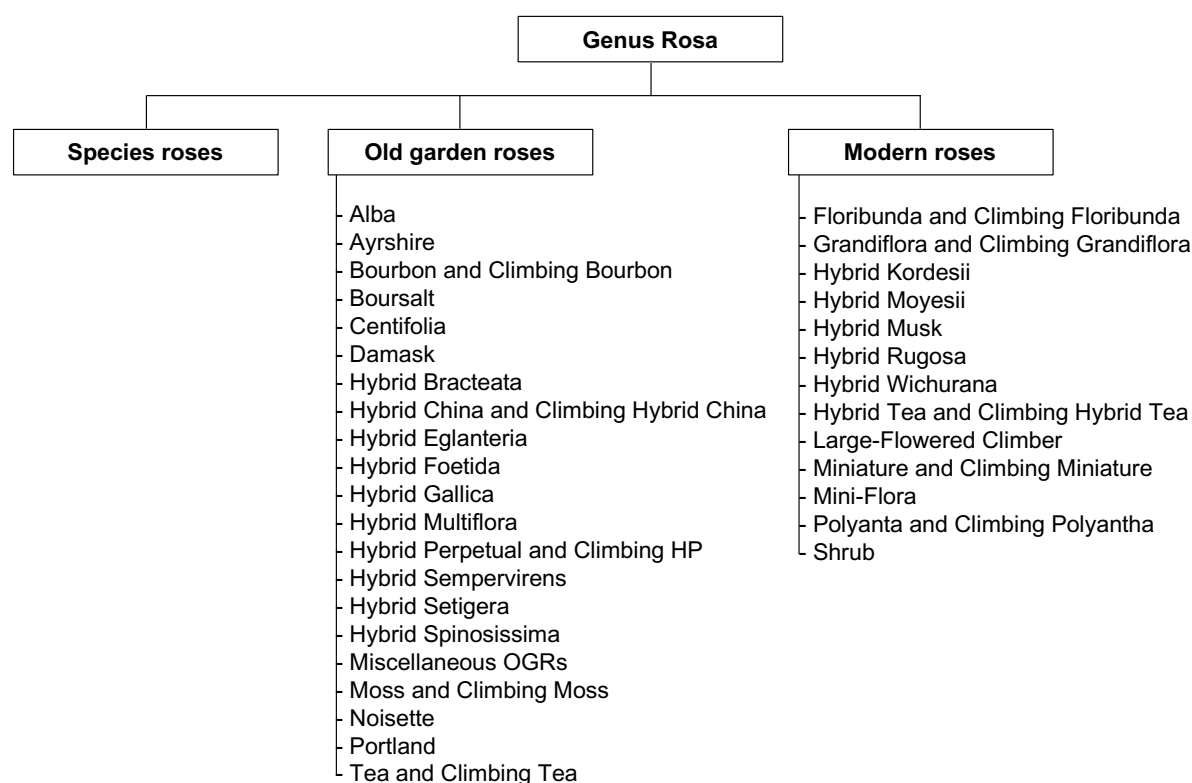 Genus Rosa
Species roses
Old garden roses
Modern roses
- Alba
- Ayrshire
- Bourbon and Climbing Bourbon
- Boursalt
- Centifolia
- Damask
- Hybrid Bracteata
- Hybrid China and Climbing Hybrid China
- Hybrid Eglanteria
- Hybrid Foetida
- Hybrid Gallica
- Hybrid Multiflora
- Hybrid Perpetual and Climbing HP
- Hybrid Sempervirens
- Hybrid Setigera
- Hybrid Spinosissima
- Miscellaneous OGRs
- Moss and Climbing Moss
- Noisette
- Portland
- Tea and Climbing Tea
- Floribunda and Climbing Floribunda
- Grandiflora and Climbing Grandiflora
- Hybrid Kordesii
- Hybrid Moyesii
- Hybrid Musk
- Hybrid Rugosa
- Hybrid Wichurana
- Hybrid Tea and Climbing Hybrid Tea
- Large-Flowered Climber
- Miniature and Climbing Miniature
- Mini-Flora
- Polyanta and Climbing Polyantha
- Shrub